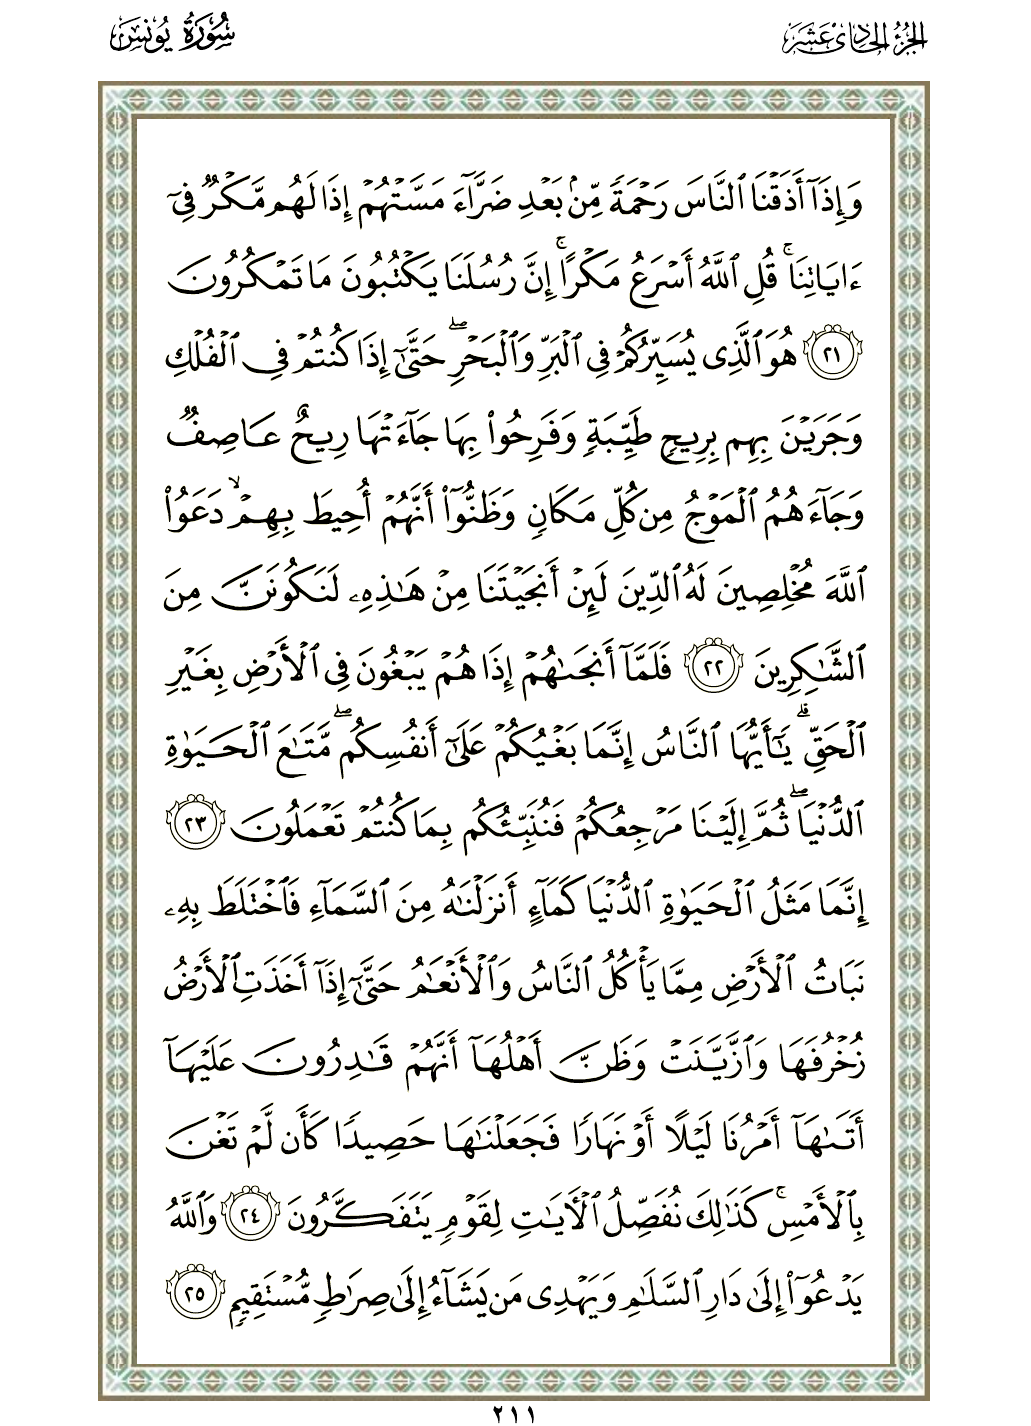 الجزء الحادى عشر
سورة يونس
وَإِذَآ أَذَقۡنَا ٱلنَّاسَ رَحۡمَةٗ مِّنۢ بَعۡدِ ضَرَّآءَ مَسَّتۡهُمۡ إِذَا لَهُم مَّكۡرٞ فِيٓ
ءَايَاتِنَاۚ قُلِ ٱللَّهُ أَسۡرَعُ مَكۡرًاۚ إِنَّ رُسُلَنَا يَكۡتُبُونَ مَا تَمۡكُرُونَ
٢١ هُوَ ٱلَّذِي يُسَيِّرُكُمۡ فِي ٱلۡبَرِّ وَٱلۡبَحۡرِۖ حَتَّىٰٓ إِذَا كُنتُمۡ فِي ٱلۡفُلۡكِ
وَجَرَيۡنَ بِهِم بِرِيحٖ طَيِّبَةٖ وَفَرِحُواْ بِهَا جَآءَتۡهَا رِيحٌ عَاصِفٞ
وَجَآءَهُمُ ٱلۡمَوۡجُ مِن كُلِّ مَكَانٖ وَظَنُّوٓاْ أَنَّهُمۡ أُحِيطَ بِهِمۡۙ دَعَوُاْ
ٱللَّهَ مُخۡلِصِينَ لَهُ ٱلدِّينَ لَئِنۡ أَنجَيۡتَنَا مِنۡ هَٰذِهِۦ لَنَكُونَنَّ مِنَ
ٱلشَّٰكِرِينَ ٢٢ فَلَمَّآ أَنجَىٰهُمۡ إِذَا هُمۡ يَبۡغُونَ فِي ٱلۡأَرۡضِ بِغَيۡرِ
ٱلۡحَقِّۗ يَٰٓأَيُّهَا ٱلنَّاسُ إِنَّمَا بَغۡيُكُمۡ عَلَىٰٓ أَنفُسِكُمۖ مَّتَٰعَ ٱلۡحَيَوٰةِ
ٱلدُّنۡيَاۖ ثُمَّ إِلَيۡنَا مَرۡجِعُكُمۡ فَنُنَبِّئُكُم بِمَا كُنتُمۡ تَعۡمَلُونَ ٢٣
إِنَّمَا مَثَلُ ٱلۡحَيَوٰةِ ٱلدُّنۡيَا كَمَآءٍ أَنزَلۡنَٰهُ مِنَ ٱلسَّمَآءِ فَٱخۡتَلَطَ بِهِۦ
نَبَاتُ ٱلۡأَرۡضِ مِمَّا يَأۡكُلُ ٱلنَّاسُ وَٱلۡأَنۡعَٰمُ حَتَّىٰٓ إِذَآ أَخَذَتِ ٱلۡأَرۡضُ
زُخۡرُفَهَا وَٱزَّيَّنَتۡ وَظَنَّ أَهۡلُهَآ أَنَّهُمۡ قَٰدِرُونَ عَلَيۡهَآ
أَتَىٰهَآ أَمۡرُنَا لَيۡلًا أَوۡ نَهَارٗا فَجَعَلۡنَٰهَا حَصِيدٗا كَأَن لَّمۡ تَغۡنَ
بِٱلۡأَمۡسِۚ كَذَٰلِكَ نُفَصِّلُ ٱلۡأٓيَٰتِ لِقَوۡمٖ يَتَفَكَّرُونَ ٢٤ وَٱللَّهُ
يَدۡعُوٓاْ إِلَىٰ دَارِ ٱلسَّلَٰمِ وَيَهۡدِي مَن يَشَآءُ إِلَىٰ صِرَٰطٖ مُّسۡتَقِيمٖ ٢٥
٢١١